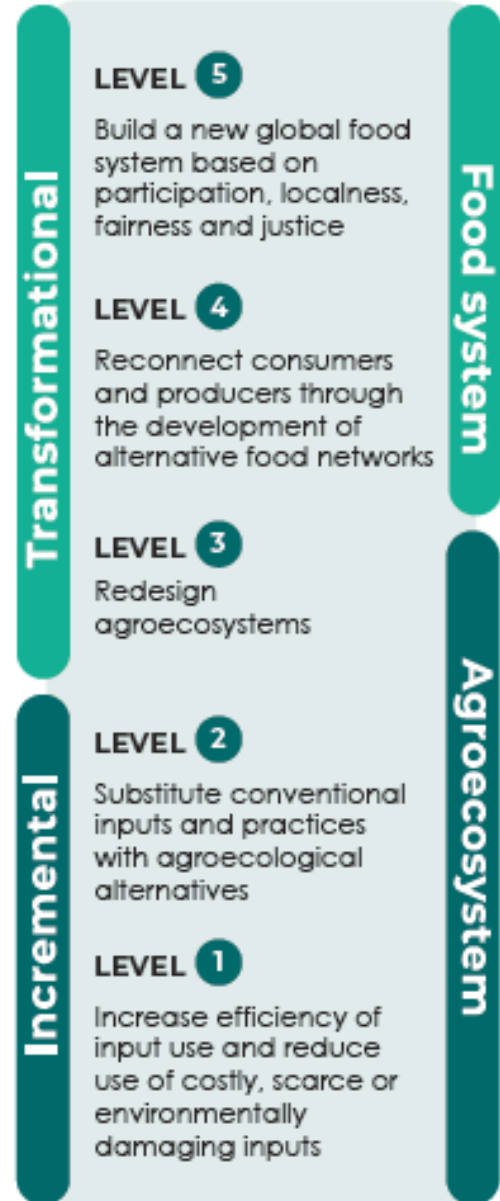 LEVEL 5
Build a new global food
system based on
participation, localness,
fairness and justice
LEVEL 4
Reconnect consumers
and producers through
the development of
alternative food networks
LEVEL 3
Redesign
agroecosystems
LEVEL 2
Substitute conventional
inputs and practices
with agroecological
alternatives
LEVEL 1
Increase efficiency of
input use and reduce
use of costly, scarce or
environmentally
damaging inputs
Transformational
Incremental
Food system
Agroecosystem